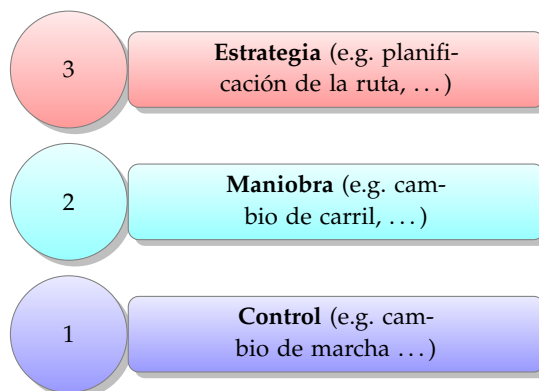 3
Estrategia (e.g. planifi-
cación de la ruta, ...)
2
Maniobra (e.g. cam-
bio de carril, ...)
1
Control (e.g. cam-
bio de marcha ...)